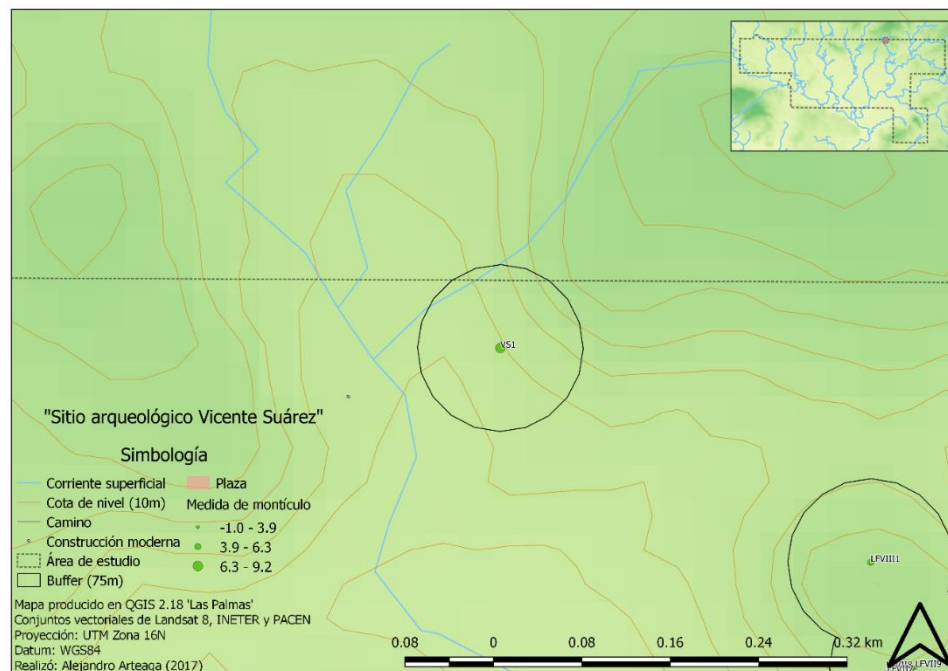 VS1
"Sitio arqueológico Vicente Suárez"
Simbología
Corriente superficial
Cota de nivel (10m)
Camino
Construcción moderna
Área de estudio
Buffer (75m)
Plaza
Medida de montículo
-1.0 - 3.9
3.9 - 6.3
6.3 - 9.2
Mapa producido en QGIS 2.18 'Las Palmas'
Conjuntos vectoriales de Landsat 8, INETER y PACEN
Proyección: UTM Zona 16N
Datum: WGS84
Realizó: Alejandro Arteaga (2017)
0.08 0 0.08 0.16 0.24 0.32 km